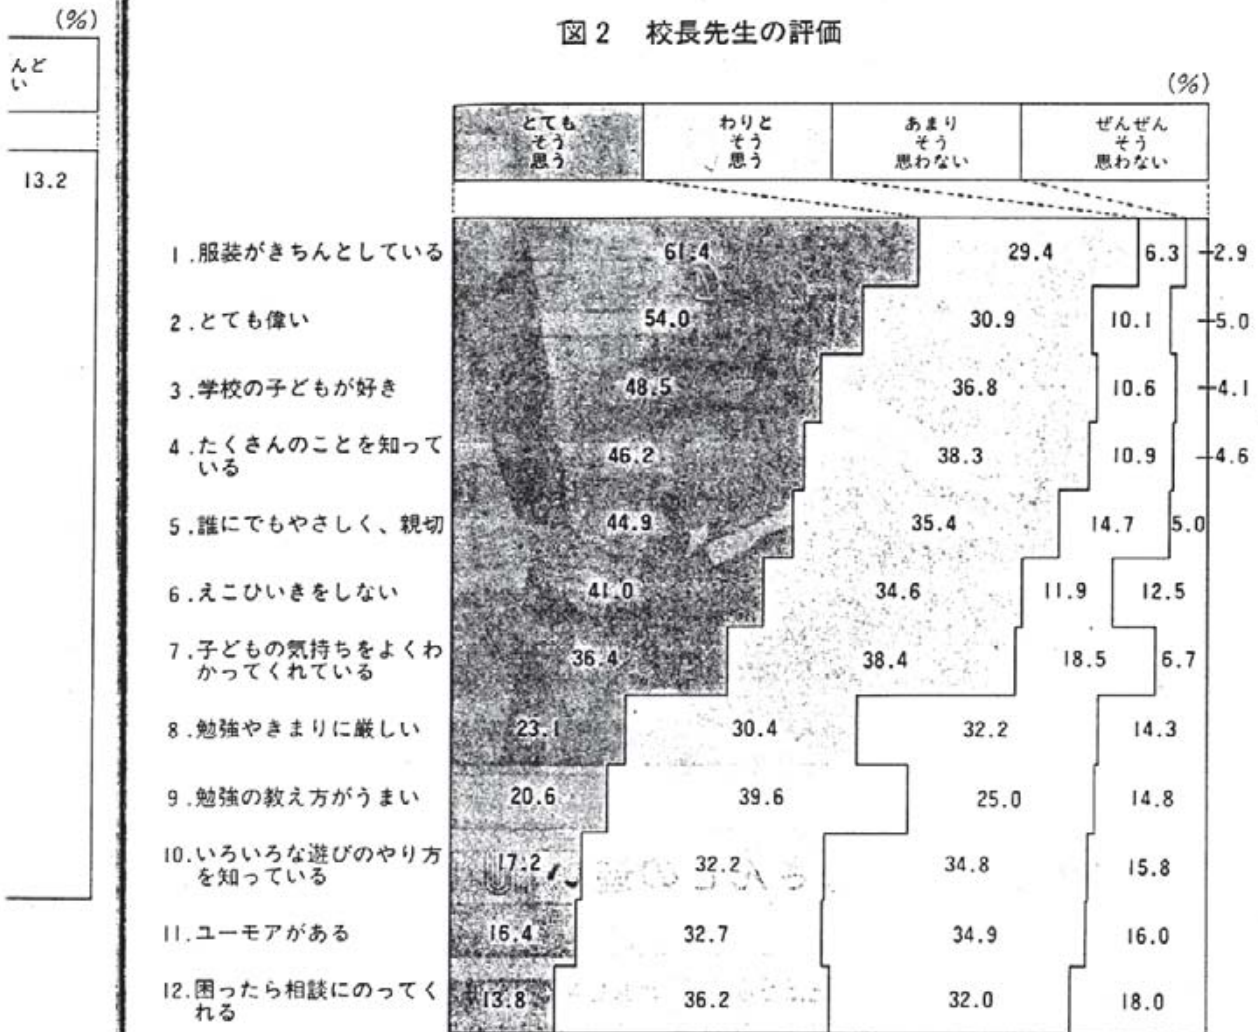 (%)
んど
い
13.2
図2 校長先生の評価
(%)
とても
そう
思う
わりと
そう
思う
あまり
そう
思わない
ぜんぜん
そう
思わない
1.服装がきちんとしている 61.4 29.4 6.3 2.9
2.とても偉い 54.0 30.9 10.1 5.0
3.学校の子どもが好き 48.5 36.8 10.6 4.1
4.たくさんのことを知って
いる 46.2 38.3 10.9 4.6
5.誰にでもやさしく、親切 44.9 35.4 14.7 5.0
6.えこひいきをしない 41.0 34.6 11.9 12.5
7.子どもの気持ちをよくわ
かってくれている 36.4 38.4 18.5 6.7
8.勉強やきまりに厳しい 23.1 30.4 32.2 14.3
9.勉強の教え方がうまい 20.6 39.6 25.0 14.8
10.いろいろな遊びのやり方
を知っている 17.2 32.2 34.8 15.8
11.ユーモアがある 16.4 32.7 34.9 16.0
12.困ったら相談にのってく
れる 13.8 36.2 32.0 18.0